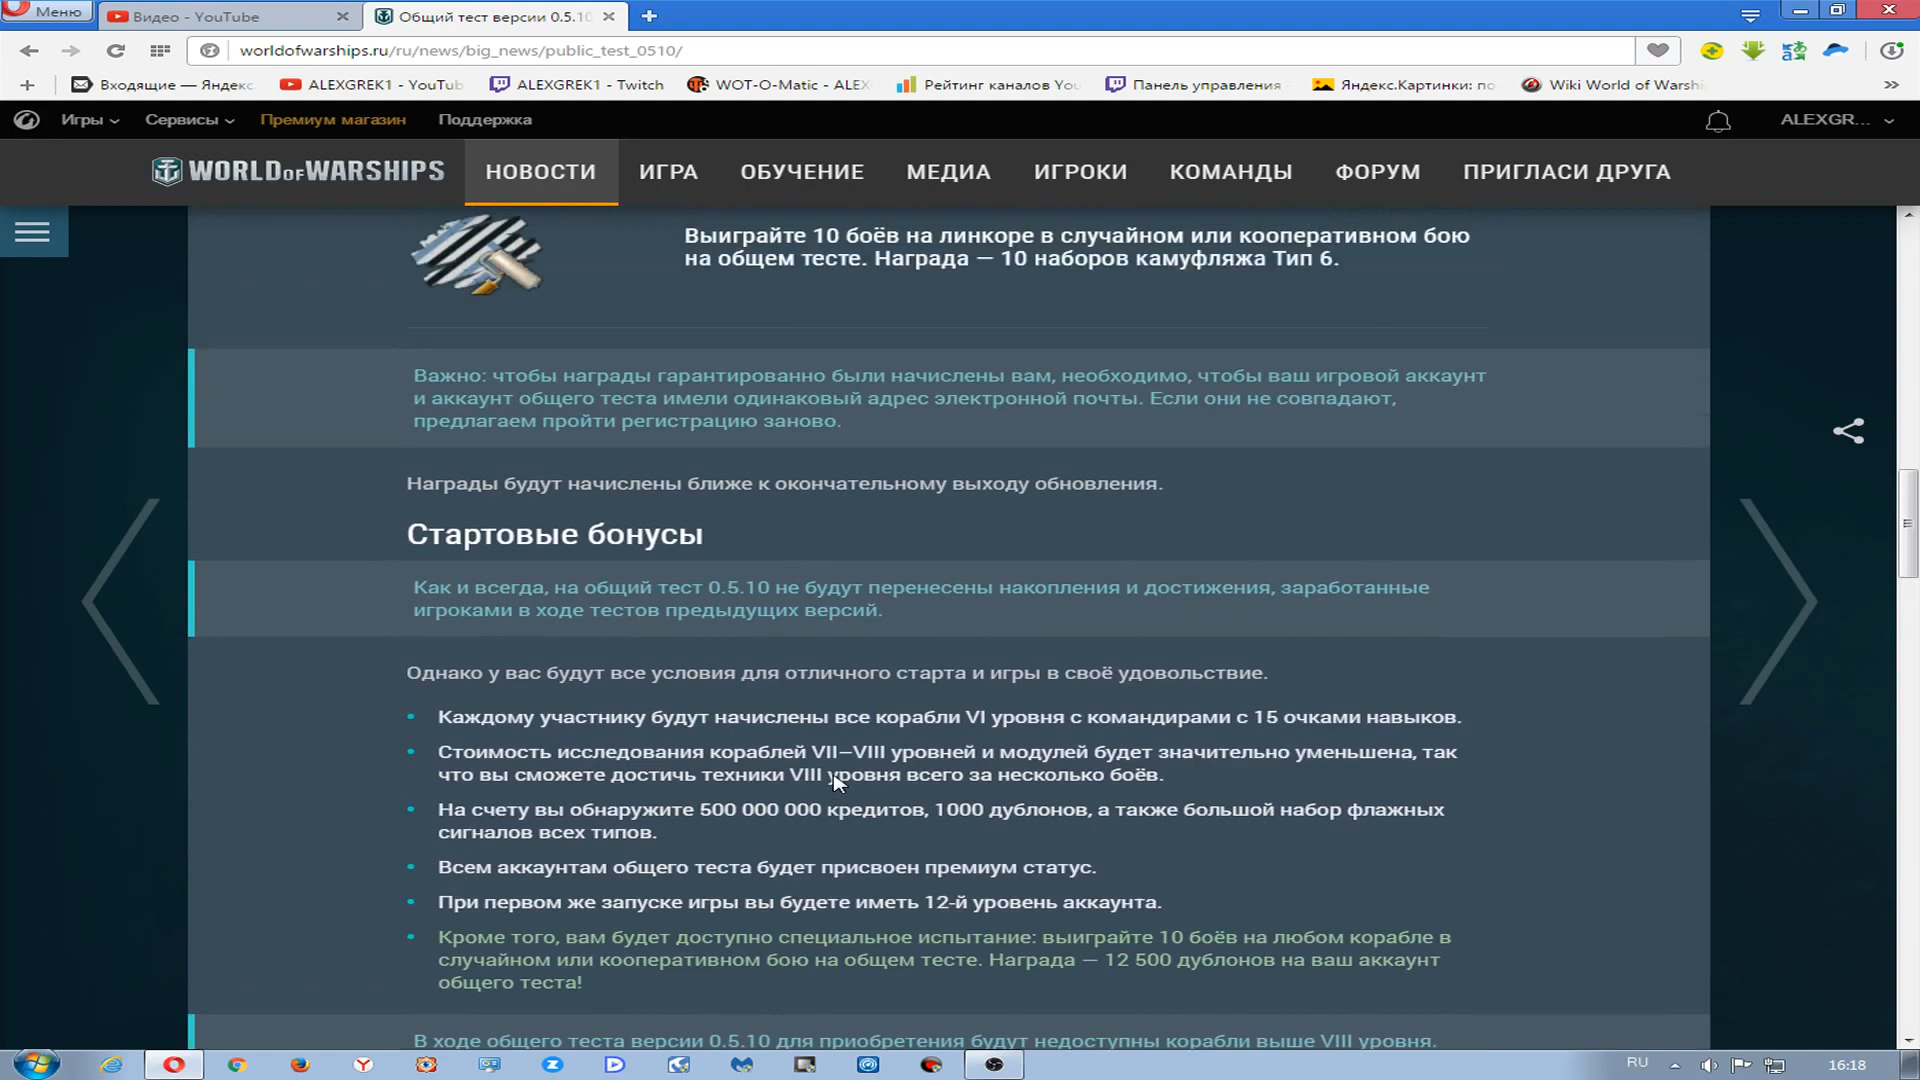 Меню
Видео - YouTube
Общий тест версии 0.5.10
worldofwarships.ru/ru/news/big_news/public_test_0510/
Входящие — Яндекс
ALEXGREK1 - YouTub
ALEXGREK1 - Twitch
WOT-O-Matic - ALEX
Рейтинг каналов You
Панель управления
Яндекс.Картинки: по
Wiki World of Warshi
Игры
Сервисы
Премиум магазин
Поддержка
ALEXGR...
WORLD OF WARSHIPS
НОВОСТИ
ИГРА
ОБУЧЕНИЕ
МЕДИА
ИГРОКИ
КОМАНДЫ
ФОРУМ
ПРИГЛАСИ ДРУГА
Выиграйте 10 боёв на линкоре в случайном или кооперативном бою
на общем тесте. Награда — 10 наборов камуфляжа Тип 6.
Важно: чтобы награды гарантированно были начислены вам, необходимо, чтобы ваш игровой аккаунт
и аккаунт общего теста имели одинаковый адрес электронной почты. Если они не совпадают,
предлагаем пройти регистрацию заново.
Награды будут начислены ближе к окончательному выходу обновления.
Стартовые бонусы
Как и всегда, на общий тест 0.5.10 не будут перенесены накопления и достижения, заработанные
игроками в ходе тестов предыдущих версий.
Однако у вас будут все условия для отличного старта и игры в своё удовольствие.
• Каждому участнику будут начислены все корабли VI уровня с командирами с 15 очками навыков.
• Стоимость исследования кораблей VII–VIII уровней и модулей будет значительно уменьшена, так
что вы сможете достичь техники VIII уровня всего за несколько боёв.
• На счету вы обнаружите 500 000 000 кредитов, 1000 дублонов, а также большой набор флажных
сигналов всех типов.
• Всем аккаунтам общего теста будет присвоен премиум статус.
• При первом же запуске игры вы будете иметь 12-й уровень аккаунта.
• Кроме того, вам будет доступно специальное испытание: выиграйте 10 боёв на любом корабле в
случайном или кооперативном бою на общем тесте. Награда — 12 500 дублонов на ваш аккаунт
общего теста!
В ходе общего теста версии 0.5.10 для приобретения будут недоступны корабли выше VIII уровня.
RU
16:18